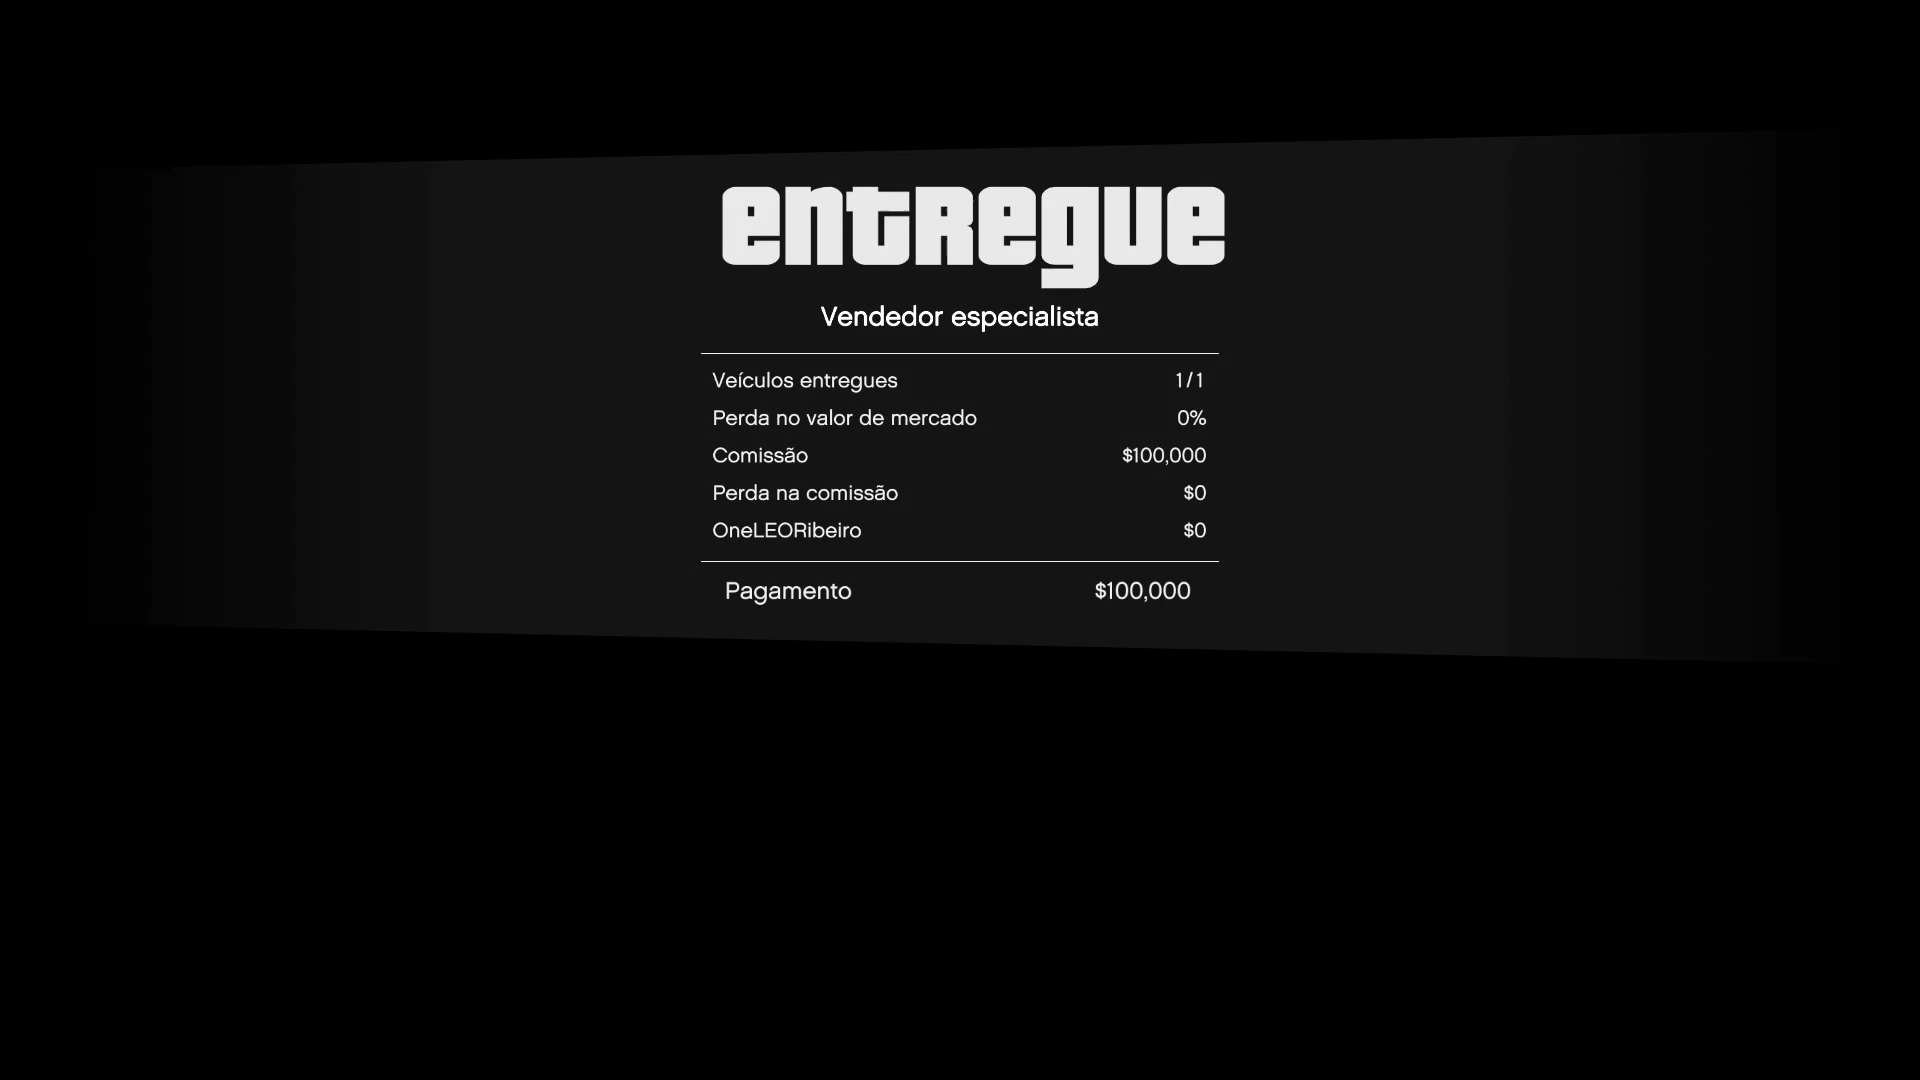 entregue
Vendedor especialista
Veículos entregues 1/1
Perda no valor de mercado 0%
Comissão $100,000
Perda na comissão $0
OneLEORibeiro $0
Pagamento $100,000